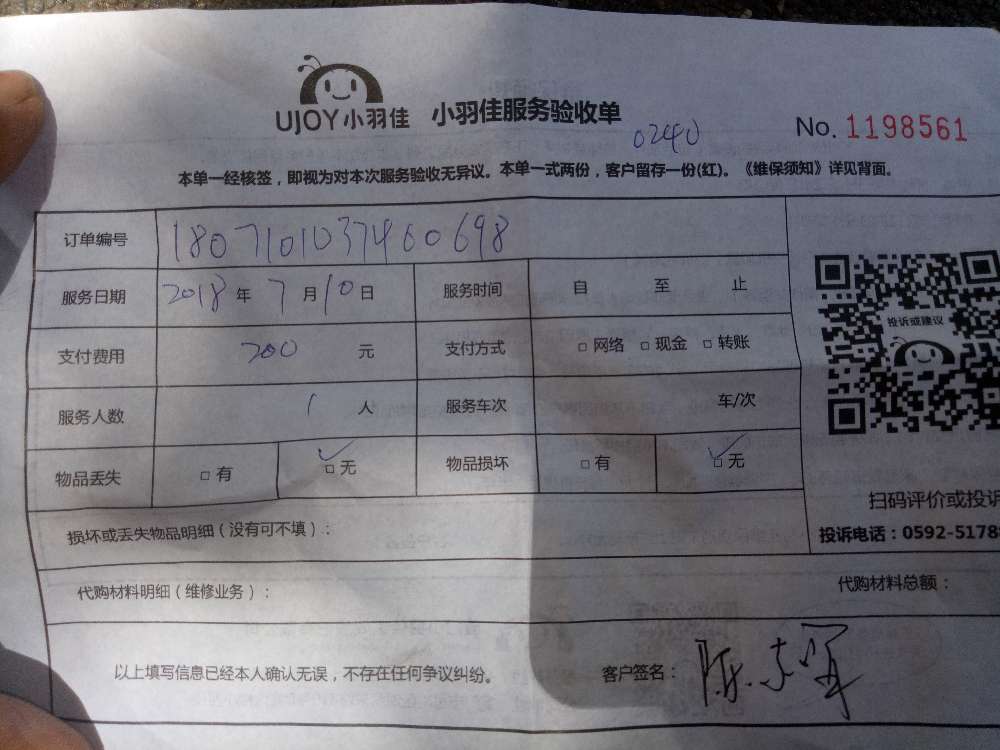 UJOY小羽佳 小羽佳服务验收单
0240 No. 1198561
本单一经核签，即视为对本次服务验收无异议。本单一式两份，客户留存一份(红)。《维保须知》详见背面。
订单编号 1807101037460698
服务日期 2018年7月10日 服务时间 自 至 止
投诉或建议
支付费用 200 元 支付方式 □ 网络 □ 现金 □ 转账
服务人数 1 人 服务车次 车/次
物品丢失 □ 有 □ 无 物品损坏 □ 有 □ 无
扫码评价或投诉
损坏或丢失物品明细（没有可不填）：
投诉电话：0592-5178
代购材料明细（维修业务）： 代购材料总额：
以上填写信息已经本人确认无误，不存在任何争议纠纷。 客户签名：陈